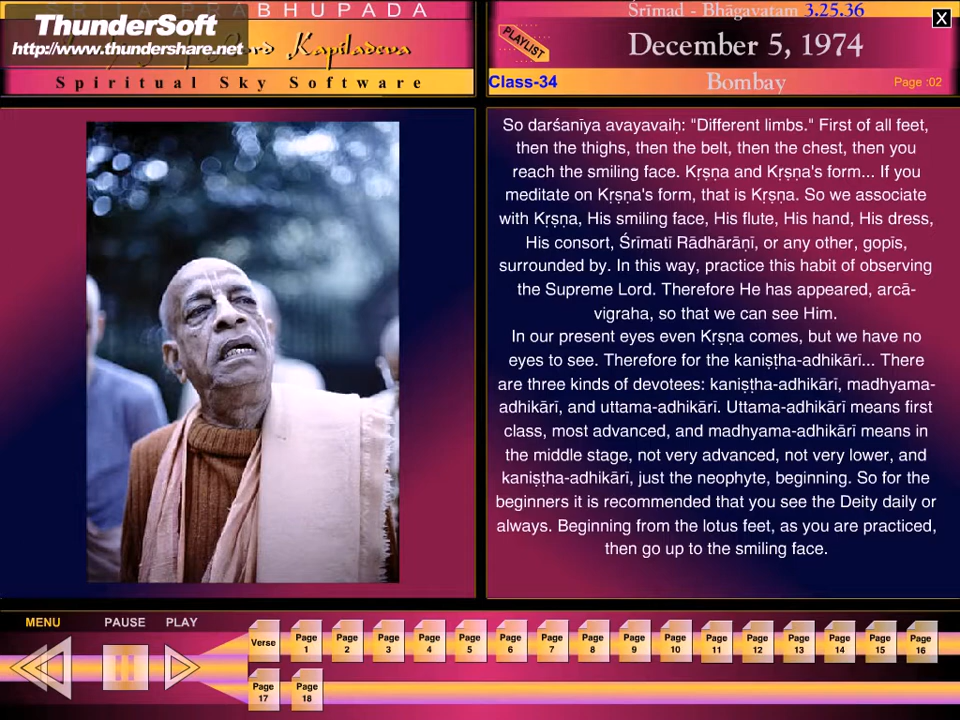 SRILA PRABHUPADA
ThunderSoft
http://www.thundershare.net
Lord Kapiladeva
Spiritual Sky Software
Śrīmad - Bhāgavatam 3.25.36
PLAYLIST
December 5, 1974
Class-34
Bombay
Page :02
X
So darśanīya avayavaiḥ: "Different limbs." First of all feet,
then the thighs, then the belt, then the chest, then you
reach the smiling face. Kṛṣṇa and Kṛṣṇa's form... If you
meditate on Kṛṣṇa's form, that is Kṛṣṇa. So we associate
with Kṛṣṇa, His smiling face, His flute, His hand, His dress,
His consort, Śrīmatī Rādhārāṇī, or any other, gopīs,
surrounded by. In this way, practice this habit of observing
the Supreme Lord. Therefore He has appeared, arcā-
vigraha, so that we can see Him.
In our present eyes even Kṛṣṇa comes, but we have no
eyes to see. Therefore for the kaniṣṭha-adhikārī... There
are three kinds of devotees: kaniṣṭha-adhikārī, madhyama-
adhikārī, and uttama-adhikārī. Uttama-adhikārī means first
class, most advanced, and madhyama-adhikārī means in
the middle stage, not very advanced, not very lower, and
kaniṣṭha-adhikārī, just the neophyte, beginning. So for the
beginners it is recommended that you see the Deity daily or
always. Beginning from the lotus feet, as you are practiced,
then go up to the smiling face.
MENU
PAUSE
PLAY
Verse
Page 1
Page 2
Page 3
Page 4
Page 5
Page 6
Page 7
Page 8
Page 9
Page 10
Page 11
Page 12
Page 13
Page 14
Page 15
Page 16
Page 17
Page 18